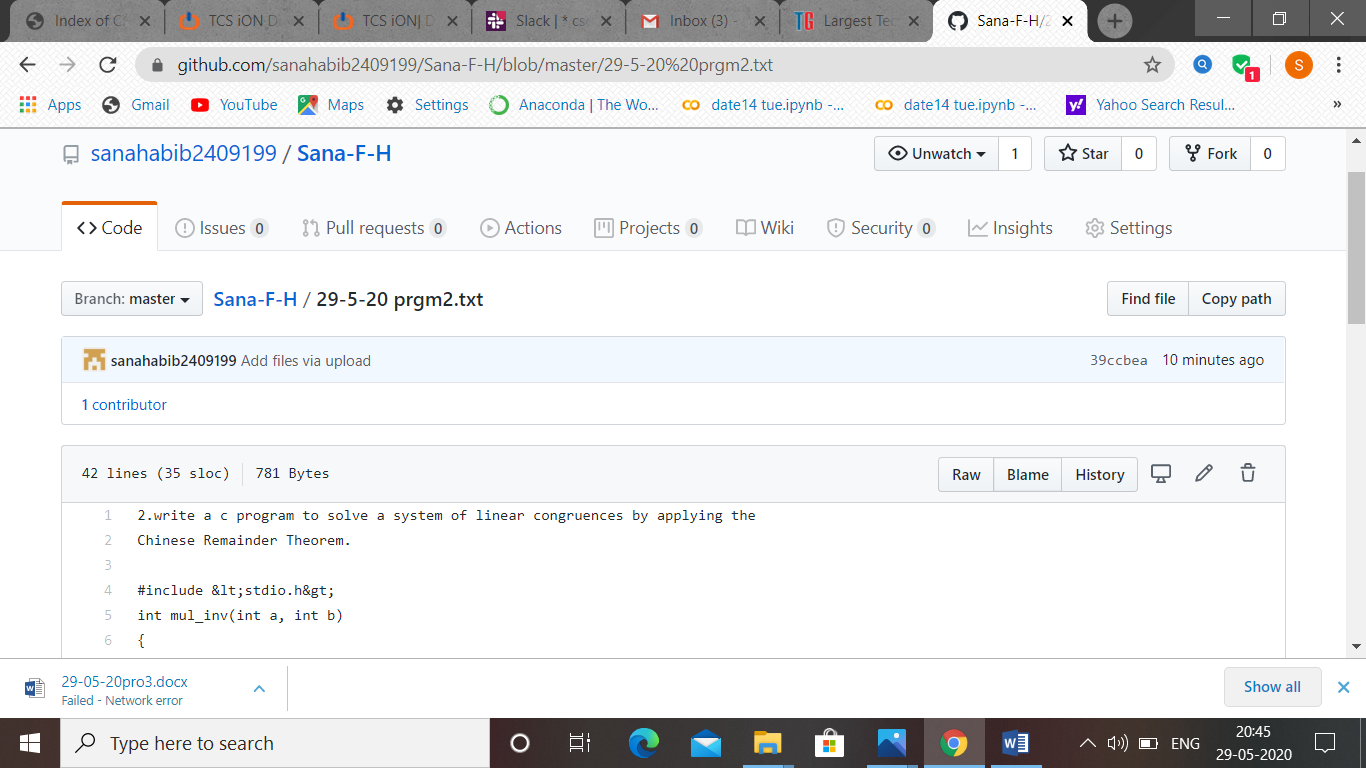 Index of C
TCS iON D
TCS iON| D
Slack | * cs
Inbox (3)
TG Largest Tec
Sana-F-H/2
github.com/sanahabib2409199/Sana-F-H/blob/master/29-5-20%20prgm2.txt
1
S
Apps Gmail YouTube Maps Settings Anaconda | The Wo... date14 tue.ipynb -... date14 tue.ipynb -... Yahoo Search Resul... »
sanahabib2409199 / Sana-F-H
Unwatch 1 Star 0 Fork 0
Code Issues 0 Pull requests 0 Actions Projects 0 Wiki Security 0 Insights Settings
Branch: master Sana-F-H / 29-5-20 prgm2.txt Find file Copy path
sanahabib2409199 Add files via upload 39ccbea 10 minutes ago
1 contributor
42 lines (35 sloc) 781 Bytes Raw Blame History
1 2.write a c program to solve a system of linear congruences by applying the
2 Chinese Remainder Theorem.
3
4 #include &lt;stdio.h&gt;
5 int mul_inv(int a, int b)
6 {
29-05-20pro3.docx
Failed - Network error
Show all
Type here to search
ENG
20:45
29-05-2020